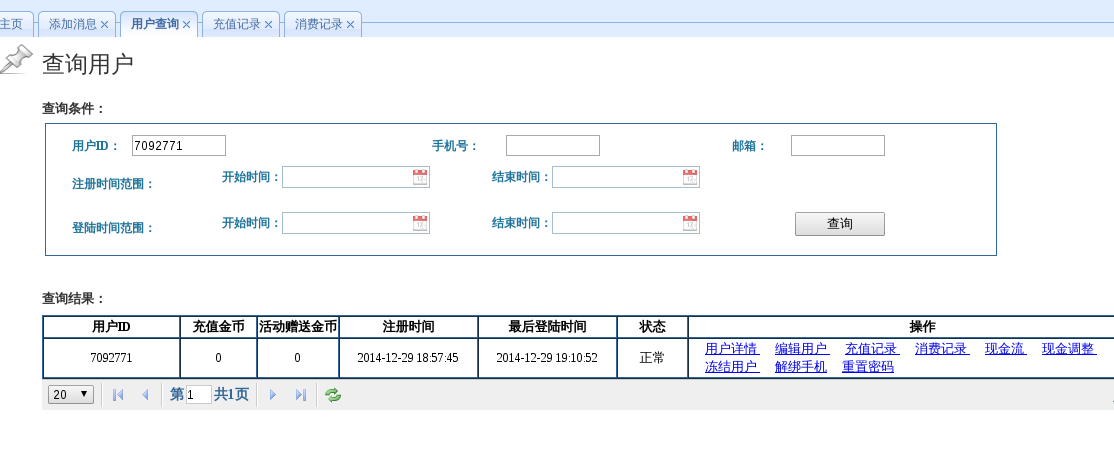 主页 添加消息 用户查询 充值记录 消费记录
查询用户
查询条件：
用户ID： 7092771 手机号： 邮箱：
注册时间范围： 开始时间： 结束时间：
登陆时间范围： 开始时间： 结束时间： 查询
查询结果：
用户ID 充值金币 活动赠送金币 注册时间 最后登陆时间 状态 操作
7092771 0 0 2014-12-29 18:57:45 2014-12-29 19:10:52 正常 用户详情 编辑用户 充值记录 消费记录 现金流 现金调整
冻结用户 解绑手机 重置密码
20 第 1 共1页